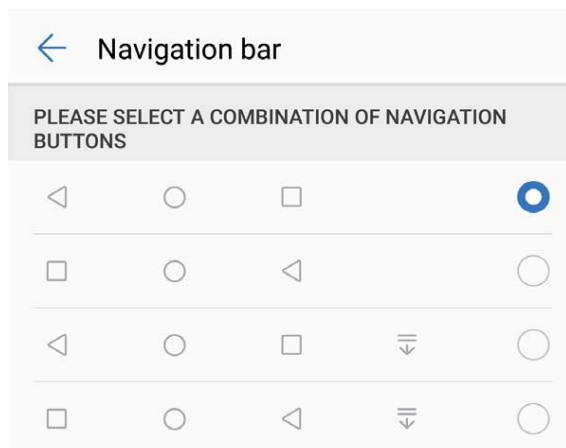 Navigation bar
PLEASE SELECT A COMBINATION OF NAVIGATION
BUTTONS